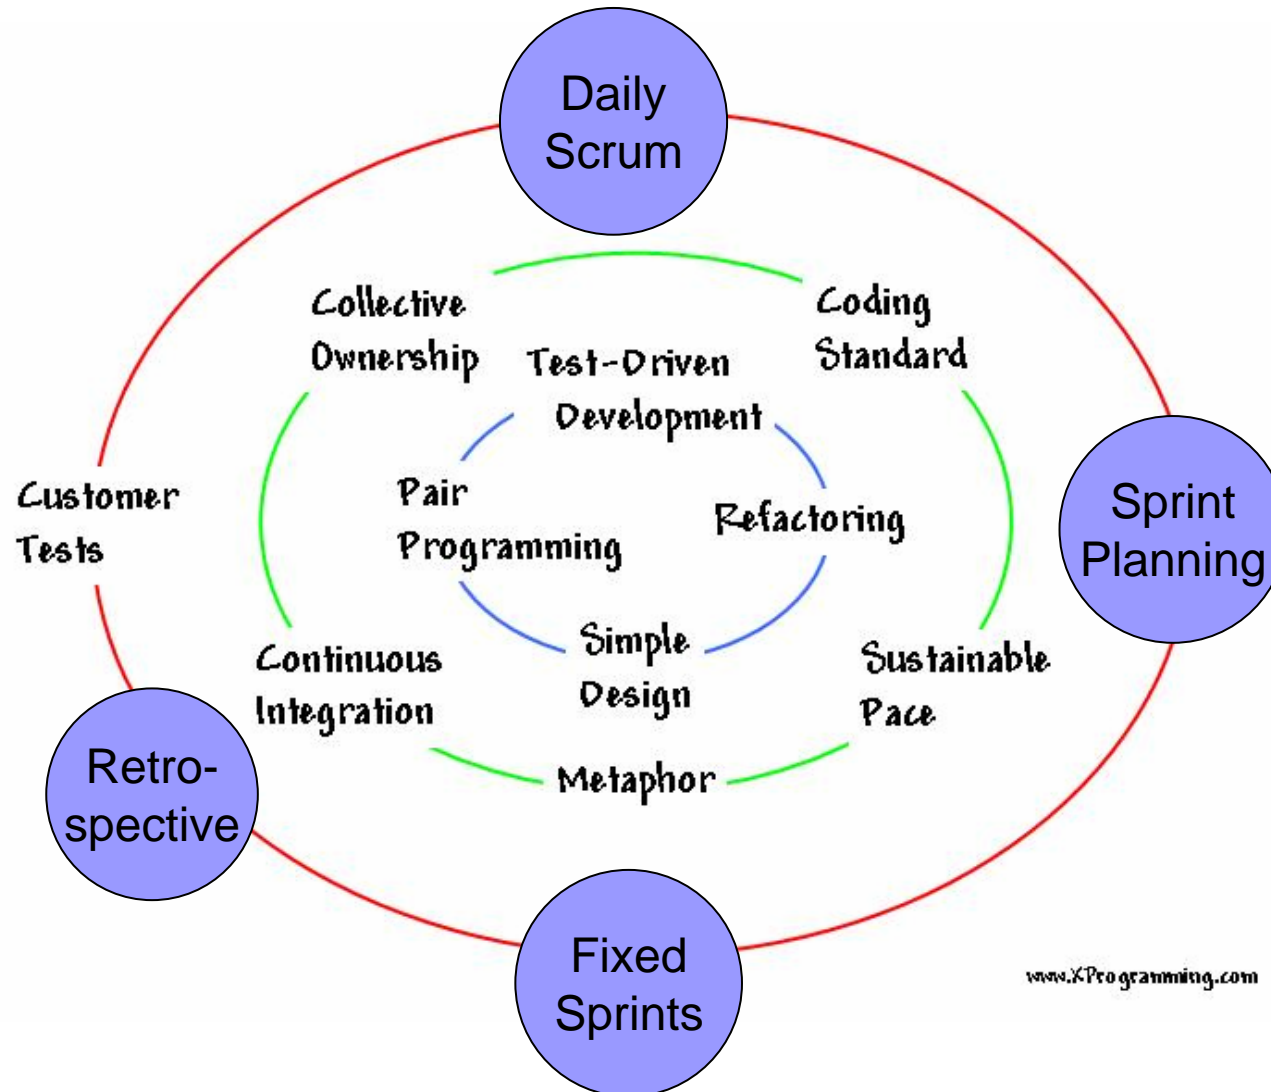 Daily
Scrum
Collective
Ownership
Coding
Standard
Test-Driven
Development
Customer
Tests
Pair
Programming
Refactoring
Sprint
Planning
Continuous
Integration
Simple
Design
Sustainable
Pace
Retro-
spective
Metaphor
Fixed
Sprints
www.XProgramming.com